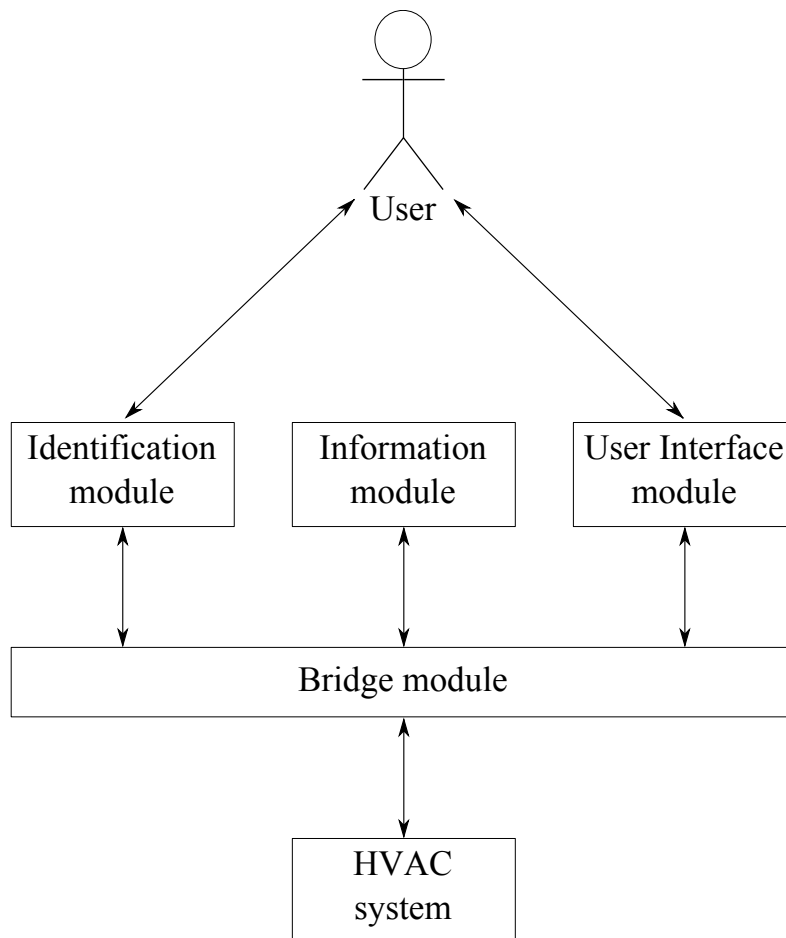 User
Identification
module
Information
module
User Interface
module
Bridge module
HVAC
system